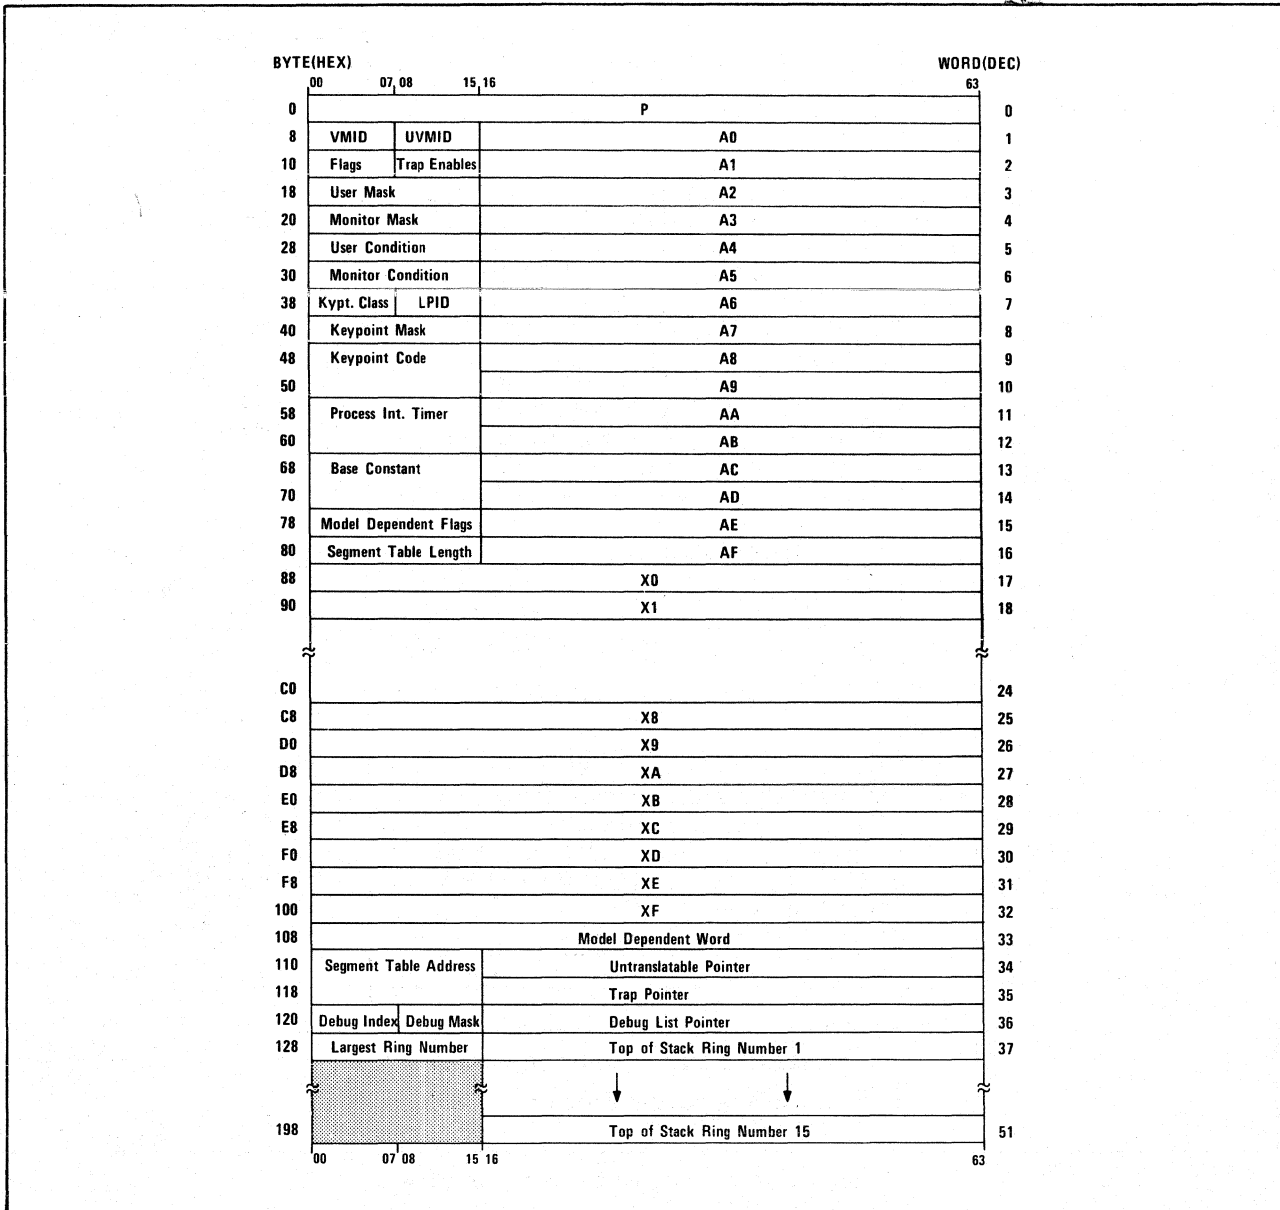 BYTE(HEX) WORD(DEC)
00 07 08 15 16 63
0 P 0
8 VMID UVMID A0 1
10 Flags Trap Enables A1 2
18 User Mask A2 3
20 Monitor Mask A3 4
28 User Condition A4 5
30 Monitor Condition A5 6
38 Kypt. Class LPID A6 7
40 Keypoint Mask A7 8
48 Keypoint Code A8 9
50 A9 10
58 Process Int. Timer AA 11
60 AB 12
68 Base Constant AC 13
70 AD 14
78 Model Dependent Flags AE 15
80 Segment Table Length AF 16
88 X0 17
90 X1 18
C0 24
C8 X8 25
D0 X9 26
D8 XA 27
E0 XB 28
E8 XC 29
F0 XD 30
F8 XE 31
100 XF 32
108 Model Dependent Word 33
110 Segment Table Address Untranslatable Pointer 34
118 Trap Pointer 35
120 Debug Index Debug Mask Debug List Pointer 36
128 Largest Ring Number Top of Stack Ring Number 1 37
198 Top of Stack Ring Number 15 51
00 07 08 15 16 63